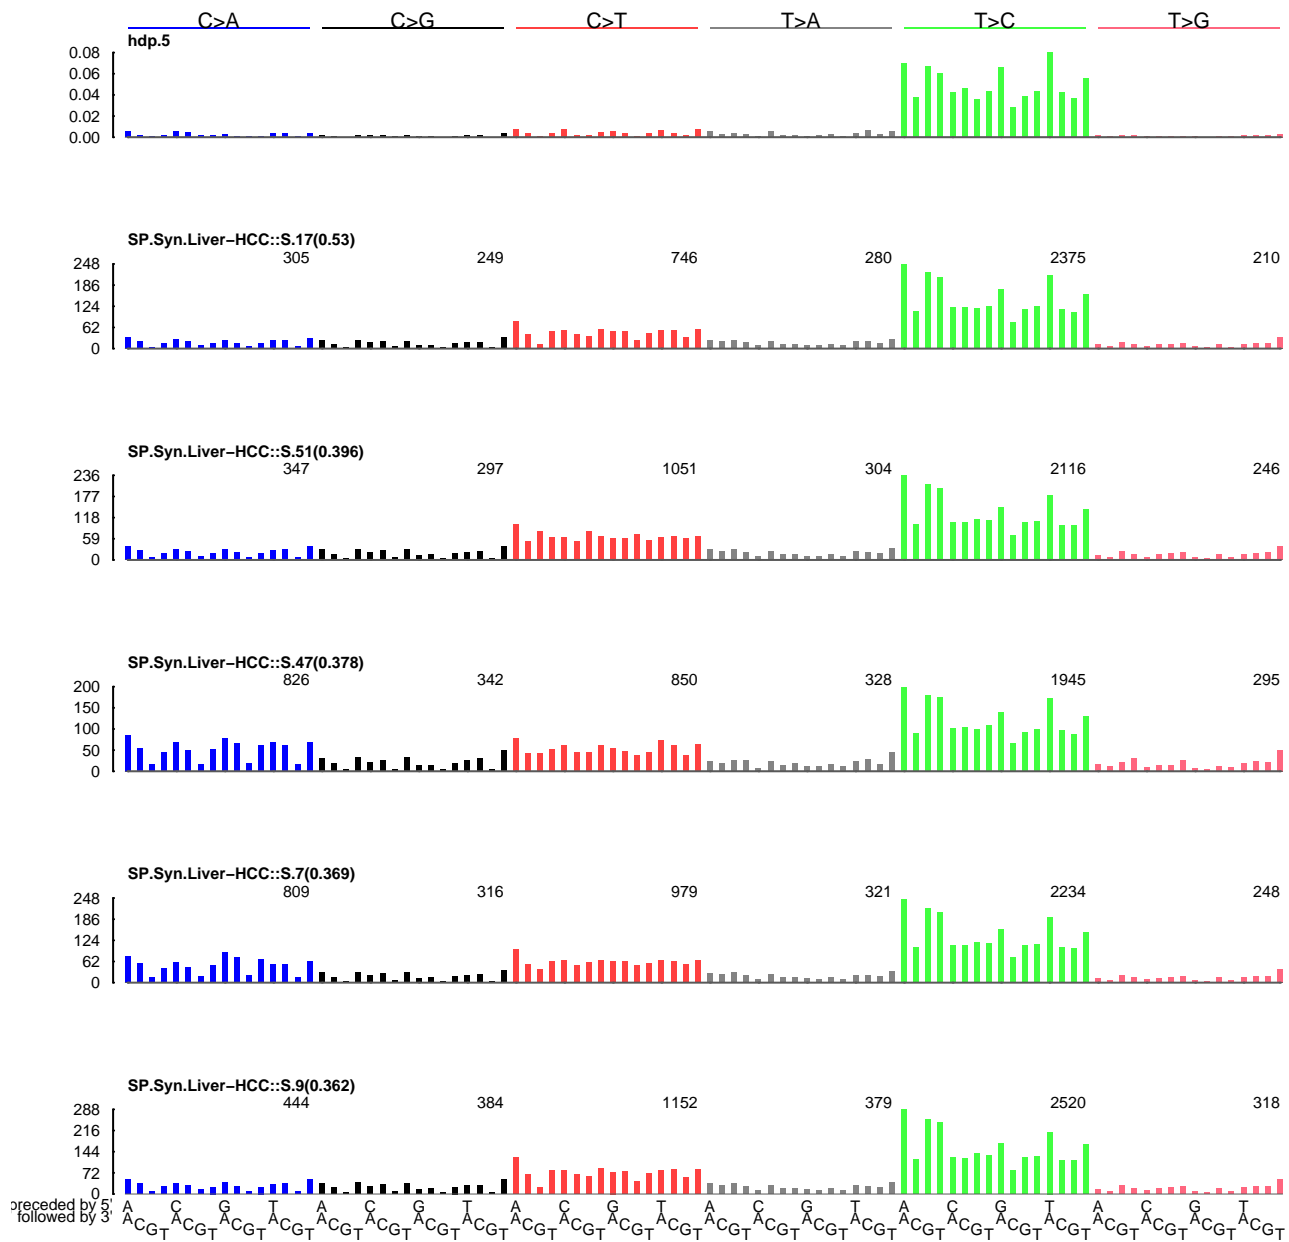 C>A C>G C>T T>A T>C T>G
hdp.5
0.08
0.06
0.04
0.02
0.00
SP.Syn.Liver−HCC::S.17(0.53)
305 249 746 280 2375 210
248
186
124
62
0
SP.Syn.Liver−HCC::S.51(0.396)
347 297 1051 304 2116 246
236
177
118
59
0
SP.Syn.Liver−HCC::S.47(0.378)
826 342 850 328 1945 295
200
150
100
50
0
SP.Syn.Liver−HCC::S.7(0.369)
809 316 979 321 2234 248
248
186
124
62
0
SP.Syn.Liver−HCC::S.9(0.362)
444 384 1152 379 2520 318
288
216
144
72
0
preceded by 5' A C G T A C G T A C G T A C G T A C G T A C G T
followed by 3' A C G T A C G T A C G T A C G T A C G T A C G T A C G T A C G T A C G T A C G T A C G T A C G T A C G T A C G T A C G T A C G T A C G T A C G T A C G T A C G T A C G T A C G T A C G T A C G T